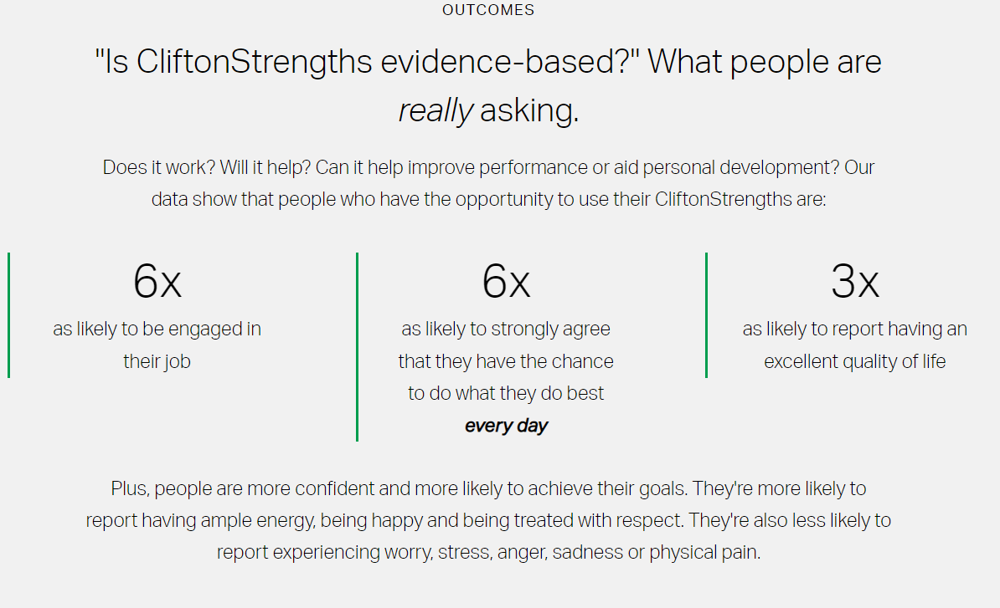 OUTCOMES
"Is CliftonStrengths evidence-based?" What people are
really asking.
Does it work? Will it help? Can it help improve performance or aid personal development? Our
data show that people who have the opportunity to use their CliftonStrengths are:
6x
as likely to be engaged in
their job
6x
as likely to strongly agree
that they have the chance
to do what they do best
every day
3x
as likely to report having an
excellent quality of life
Plus, people are more confident and more likely to achieve their goals. They're more likely to
report having ample energy, being happy and being treated with respect. They're also less likely to
report experiencing worry, stress, anger, sadness or physical pain.